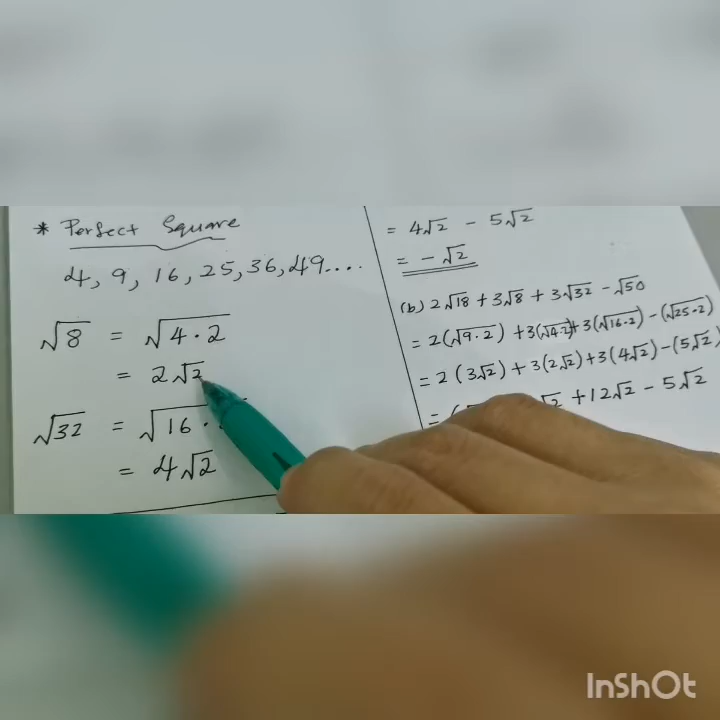 * Perfect Square
4, 9, 16, 25, 36, 49....
√8 = √4·2
= 2√2
√32 = √16·
= 4√2
= 4√2 - 5√2
= -√2
(b) 2√18 + 3√8 + 3√32 - √50
= 2(√9·2) + 3(√4·2) + 3(√16·2) - (√25·2)
= 2(3√2) + 3(2√2) + 3(4√2) - (5√2)
= + 12√2 - 5√2
InShOt